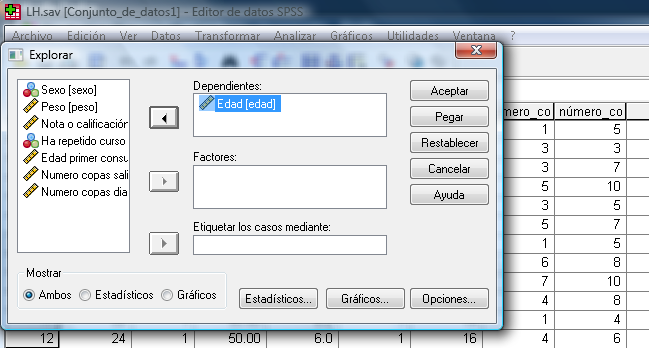 LH.sav [Conjunto_de_datos1] - Editor de datos SPSS
Archivo Edición Ver Datos Transformar Analizar Gráficos Utilidades Ventana ?
Explorar
Sexo [sexo]
Peso [peso]
Nota o calificación
Ha repetido curso
Edad primer consu
Numero copas sali
Numero copas dia
Dependientes:
Edad [edad]
Factores:
Etiquetar los casos mediante:
Aceptar
Pegar
Restablecer
Cancelar
Ayuda
Mostrar
Ambos Estadísticos Gráficos
Estadísticos... Gráficos... Opciones...
mero_co número_co
1 5
3 3
3 7
5 10
3 5
5 7
1 5
6 8
7 10
4 8
1 4
12 24 1 50.00 6.0 1 16 4 6